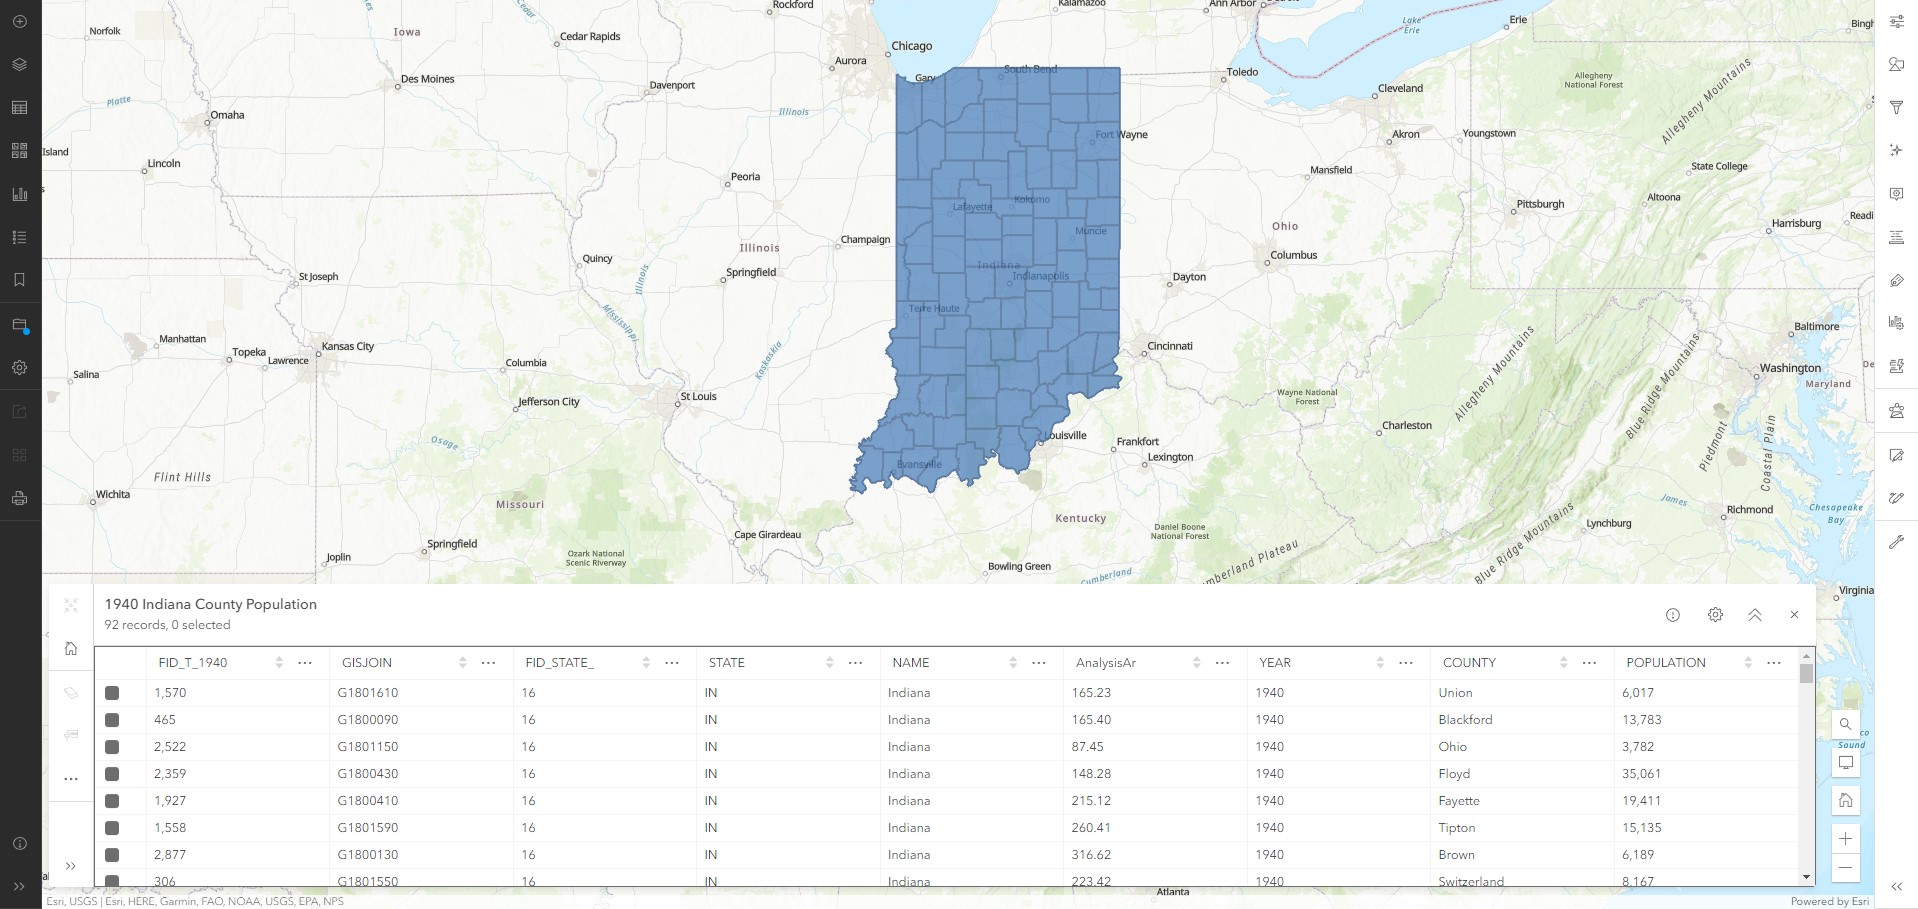 Rockford
Kalamazoo
Ann Arbor
Erie
Lake
Erie
Norfolk
Iowa
Cedar
Cedar Rapids
Chicago
Aurora
Gary
South Bend
Toledo
Cleveland
Allegheny
National Forest
Allegheny Mountains
Des Moines
Davenport
Platte
Omaha
Illinois
Fort Wayne
Akron
Youngstown
Island
Lincoln
Peoria
Mansfield
State College
Lafayette
Kokomo
Pittsburgh
Altoona
Harrisburg
Readi
Muncie
Ohio
Illinois
Champaign
Columbus
Quincy
Indiana
Indianapolis
St Joseph
Springfield
Illinois
Dayton
Terre Haute
Mississippi
Manhattan
Kansas City
Topeka
Lawrence
Kaskaskia
Cincinnati
Baltimore
Washington
Maryland
De
Salina
Columbia
Jefferson City
St Louis
Wayne National
Forest
Allegheny Mountains
Blue Ridge Mountains
Osage
Louisville
Frankfort
Charleston
Piedmont
Coastal Plain
Flint Hills
Evansville
Lexington
Wichita
Missouri
Kentucky
James
Richmond
Chesapeake
Bay
Lynchburg
Daniel Boone
National Forest
Blue Ridge Mountains
Cape Girardeau
Springfield
Joplin
Ozark National
Scenic Riverway
Bowling Green
Cumberland
mberland Plateau
Virginia
1940 Indiana County Population
92 records, 0 selected
FID_T_1940 GISJOIN FID_STATE_ STATE NAME AnalysisAr YEAR COUNTY POPULATION
1,570 G1801610 16 IN Indiana 165.23 1940 Union 6,017
465 G1800090 16 IN Indiana 165.40 1940 Blackford 13,783
2,522 G1801150 16 IN Indiana 87.45 1940 Ohio 3,782
2,359 G1800430 16 IN Indiana 148.28 1940 Floyd 35,061
1,927 G1800410 16 IN Indiana 215.12 1940 Fayette 19,411
1,558 G1801590 16 IN Indiana 260.41 1940 Tipton 15,135
2,877 G1800130 16 IN Indiana 316.62 1940 Brown 6,189
306 G1801550 16 IN Indiana 223.42 1940 Switzerland 8,167
co
Sound
Atlanta
Esri, USGS | Esri, HERE, Garmin, FAO, NOAA, USGS, EPA, NPS
Powered by Esri